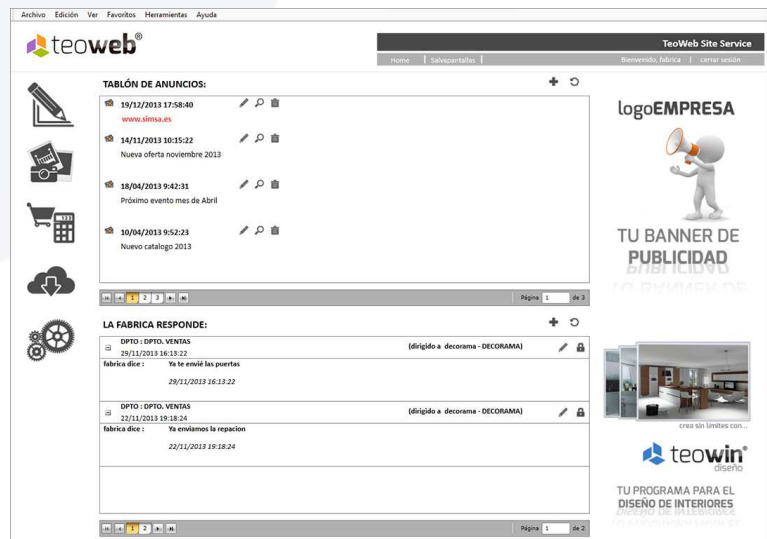 Archivo Edición Ver Favoritos Herramientas Ayuda
teoweb®
TeoWeb Site Service
Home | Salvapantallas |
Bienvenido, fabrica | cerrar sesión
TABLÓN DE ANUNCIOS:
19/12/2013 17:58:40
www.simsa.es
14/11/2013 10:15:22
Nueva oferta noviembre 2013
18/04/2013 9:42:31
Próximo evento mes de Abril
10/04/2013 9:52:23
Nuevo catalogo 2013
1 2 3
Página 1 de 3
LA FABRICA RESPONDE:
DPTO : DPTO. VENTAS
(dirigido a decorama - DECORAMA)
29/11/2013 16:13:22
fabrica dice : Ya te envié las puertas
29/11/2013 16:13:22
DPTO : DPTO. VENTAS
(dirigido a decorama - DECORAMA)
22/11/2013 19:18:24
fabrica dice : Ya enviamos la repacion
22/11/2013 19:18:24
1 2
Página 1 de 2
logoEMPRESA
TU BANNER DE
PUBLICIDAD
crea sin limites con...
teowin®
diseño
TU PROGRAMA PARA EL
DISEÑO DE INTERIORES